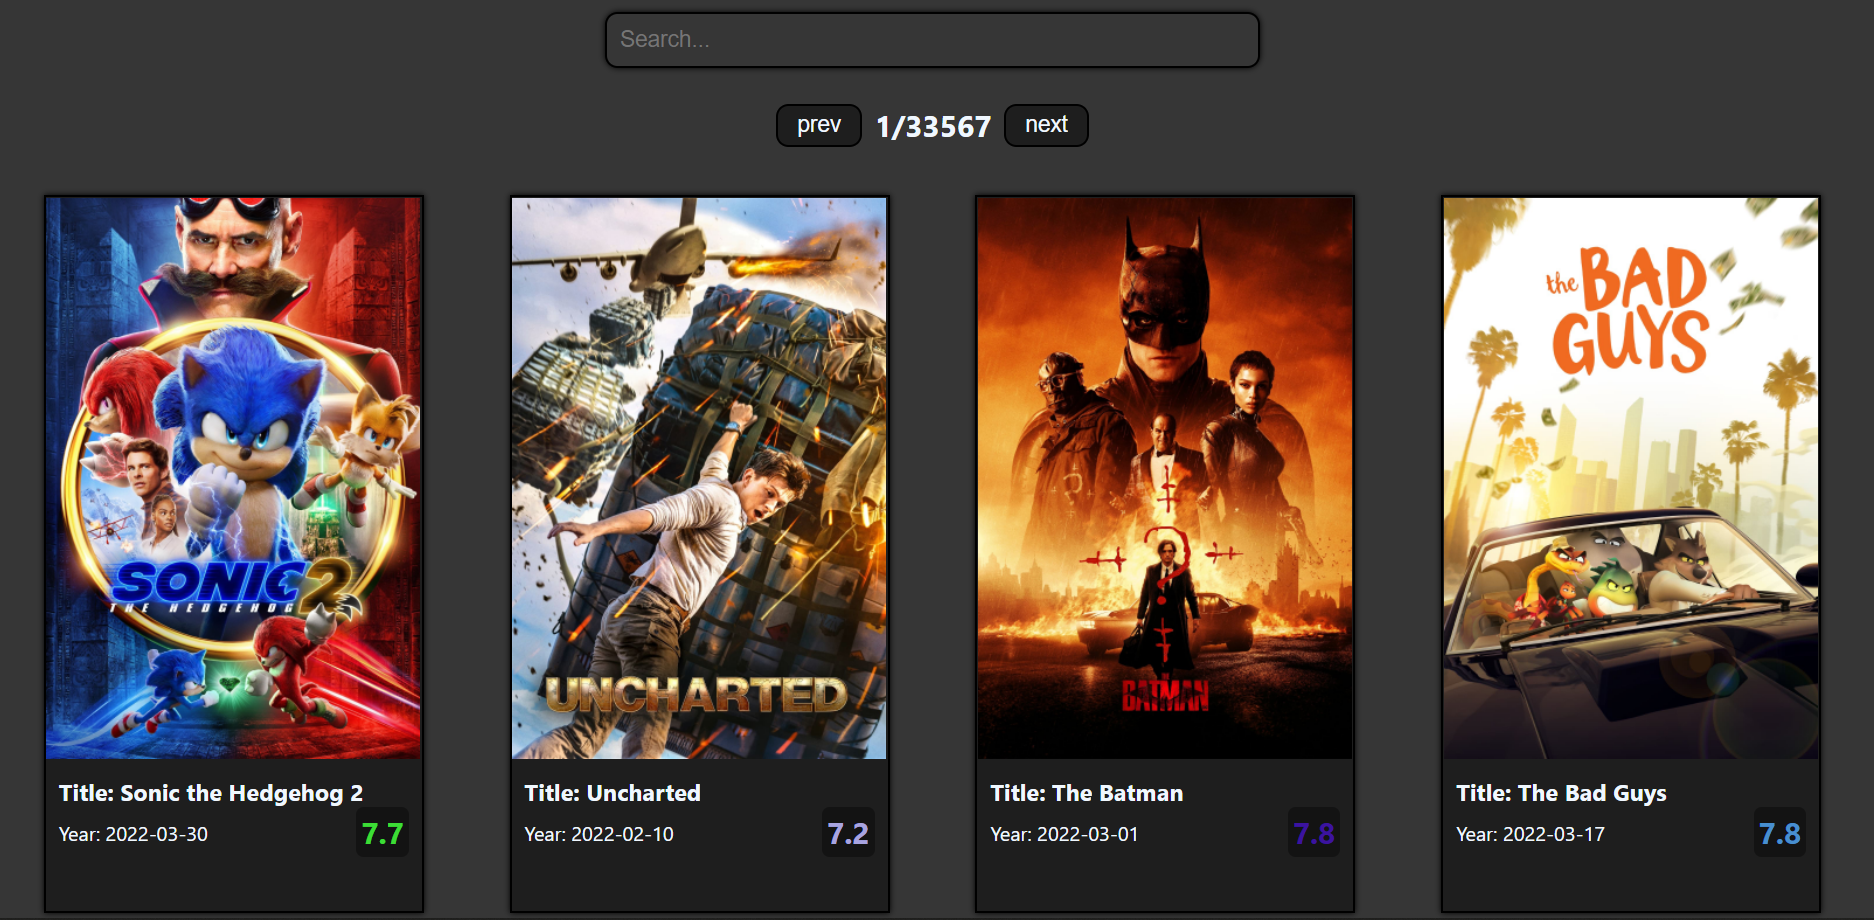 Search...
prev 1/33567 next
SONIC 2
THE HEDGEHOG
UNCHARTED
THE
BATMAN
the BAD
GUYS
Title: Sonic the Hedgehog 2
Year: 2022-03-30 7.7
Title: Uncharted
Year: 2022-02-10 7.2
Title: The Batman
Year: 2022-03-01 7.8
Title: The Bad Guys
Year: 2022-03-17 7.8